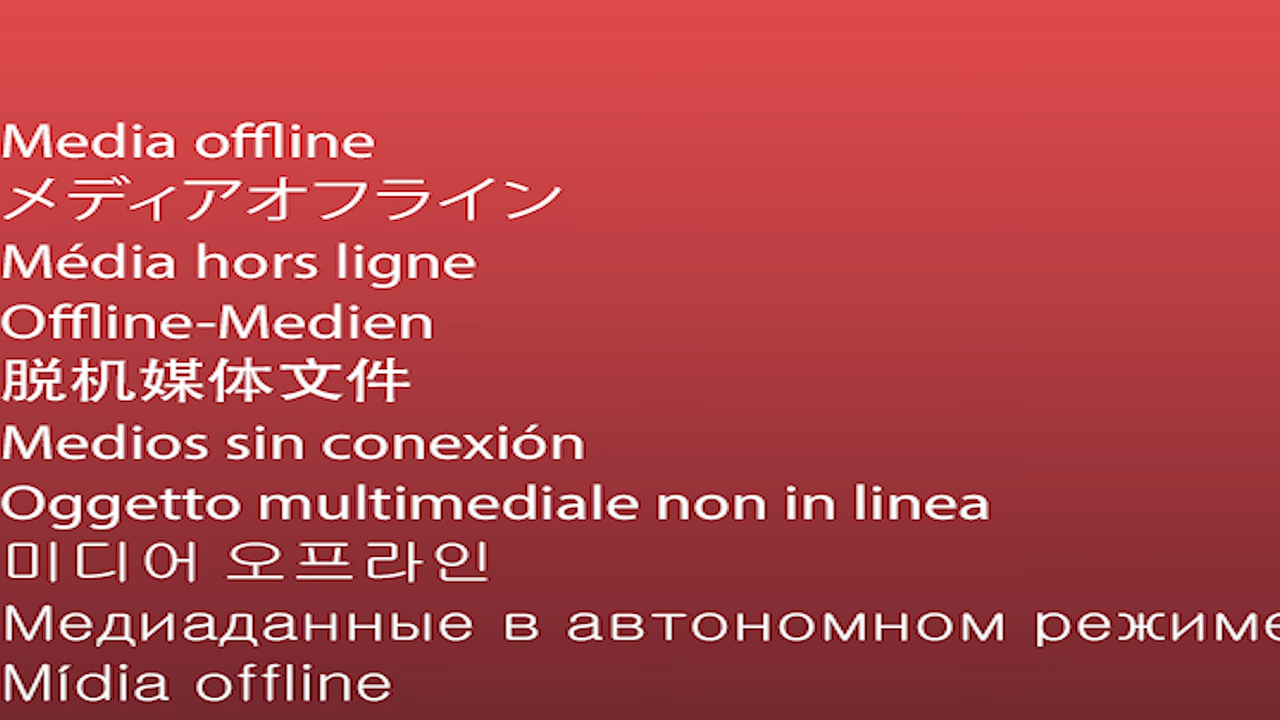 Media offline
メディアオフライン
Média hors ligne
Offline-Medien
脱机媒体文件
Medios sin conexión
Oggetto multimediale non in linea
미디어 오프라인
Медиаданные в автономном режиме
Mídia offline